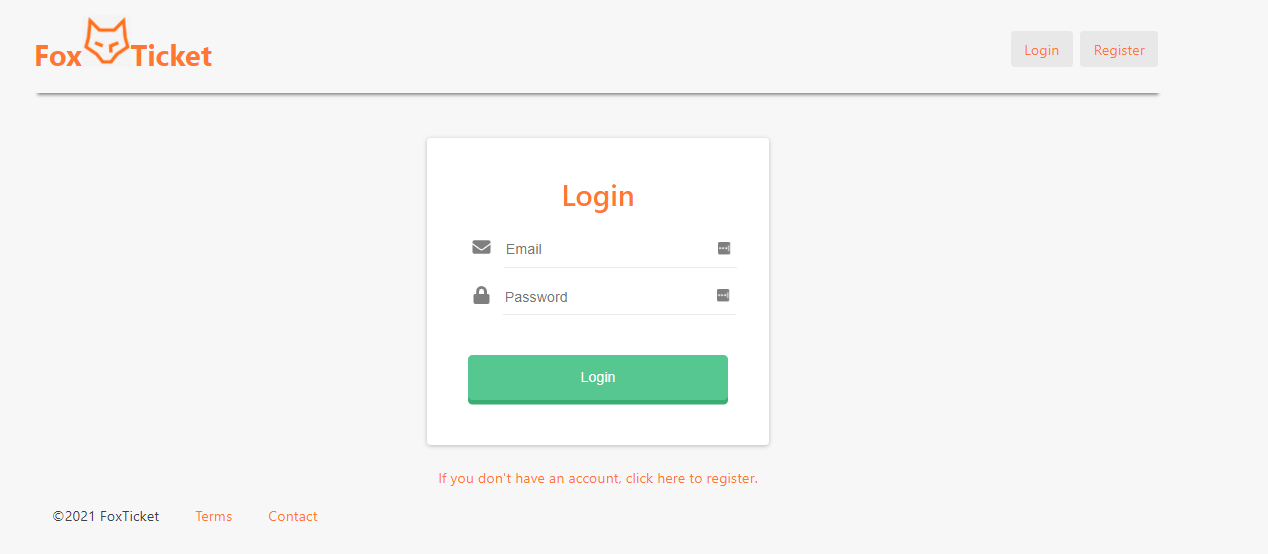 Fox Ticket
Login Register
Login
Email
Password
Login
If you don't have an account, click here to register.
©2021 FoxTicket Terms Contact